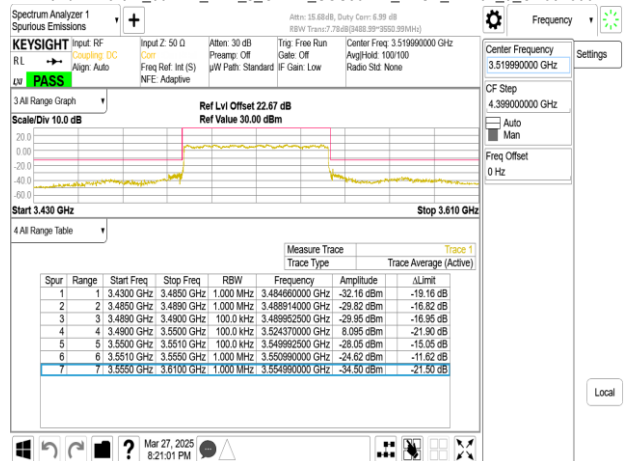 Spectrum Analyzer 1
Spurious Emissions
Attn: 15.68dB, Duty Corr: 6.99 dB
RBW Trans:7.78dB(3488.99~3550.99MHz)
Frequency
KEYSIGHT
RL
LXI PASS
Input: RF
Coupling: DC
Align: Auto
Input Z: 50 Ω
Corr
Freq Ref: Int (S)
NFE: Adaptive
Atten: 30 dB
Preamp: Off
µW Path: Standard
Trig: Free Run
Gate: Off
IF Gain: Low
Center Freq: 3.519990000 GHz
Avg|Hold: 100/100
Radio Std: None
Center Frequency
3.519990000 GHz
Settings
CF Step
4.399000000 GHz
Auto
Man
Freq Offset
0 Hz
3 All Range Graph
Scale/Div 10.0 dB
Ref Lvl Offset 22.67 dB
Ref Value 30.00 dBm
20.0
0.00
-20.0
-40.0
-60.0
Start 3.430 GHz
Stop 3.610 GHz
4 All Range Table
Measure Trace Trace 1
Trace Type Trace Average (Active)
Spur Range Start Freq Stop Freq RBW Frequency Amplitude ΔLimit
1 1 3.4300 GHz 3.4850 GHz 1.000 MHz 3.484660000 GHz -32.16 dBm -19.16 dB
2 2 3.4850 GHz 3.4890 GHz 1.000 MHz 3.488914000 GHz -29.82 dBm -16.82 dB
3 3 3.4890 GHz 3.4900 GHz 100.0 kHz 3.489952500 GHz -29.95 dBm -16.95 dB
4 4 3.4900 GHz 3.5500 GHz 100.0 kHz 3.524370000 GHz 8.095 dBm -21.90 dB
5 5 3.5500 GHz 3.5510 GHz 100.0 kHz 3.549992500 GHz -28.05 dBm -15.05 dB
6 6 3.5510 GHz 3.5550 GHz 1.000 MHz 3.550990000 GHz -24.62 dBm -11.62 dB
7 7 3.5550 GHz 3.6100 GHz 1.000 MHz 3.554990000 GHz -34.50 dBm -21.50 dB
Local
?
Mar 27, 2025
8:21:01 PM